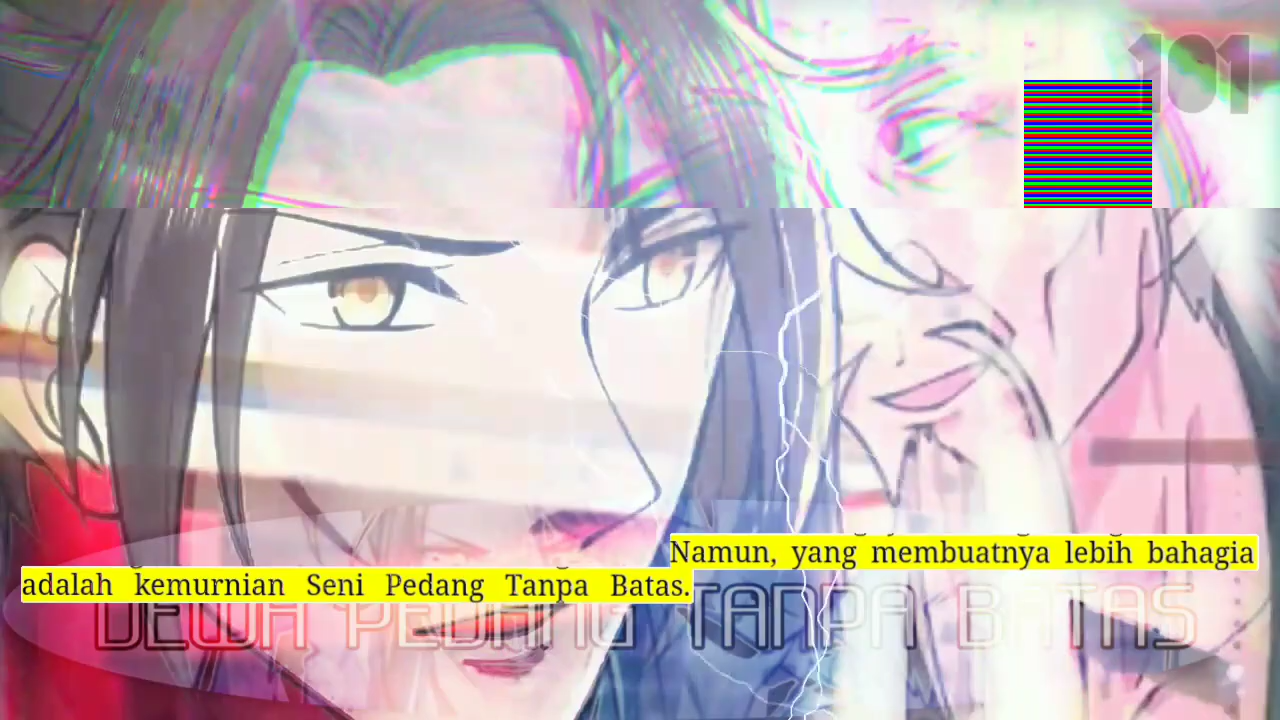 101
Namun, yang membuatnya lebih bahagia
adalah kemurnian Seni Pedang Tanpa Batas.
DEWA PEDANG TANPA BATAS